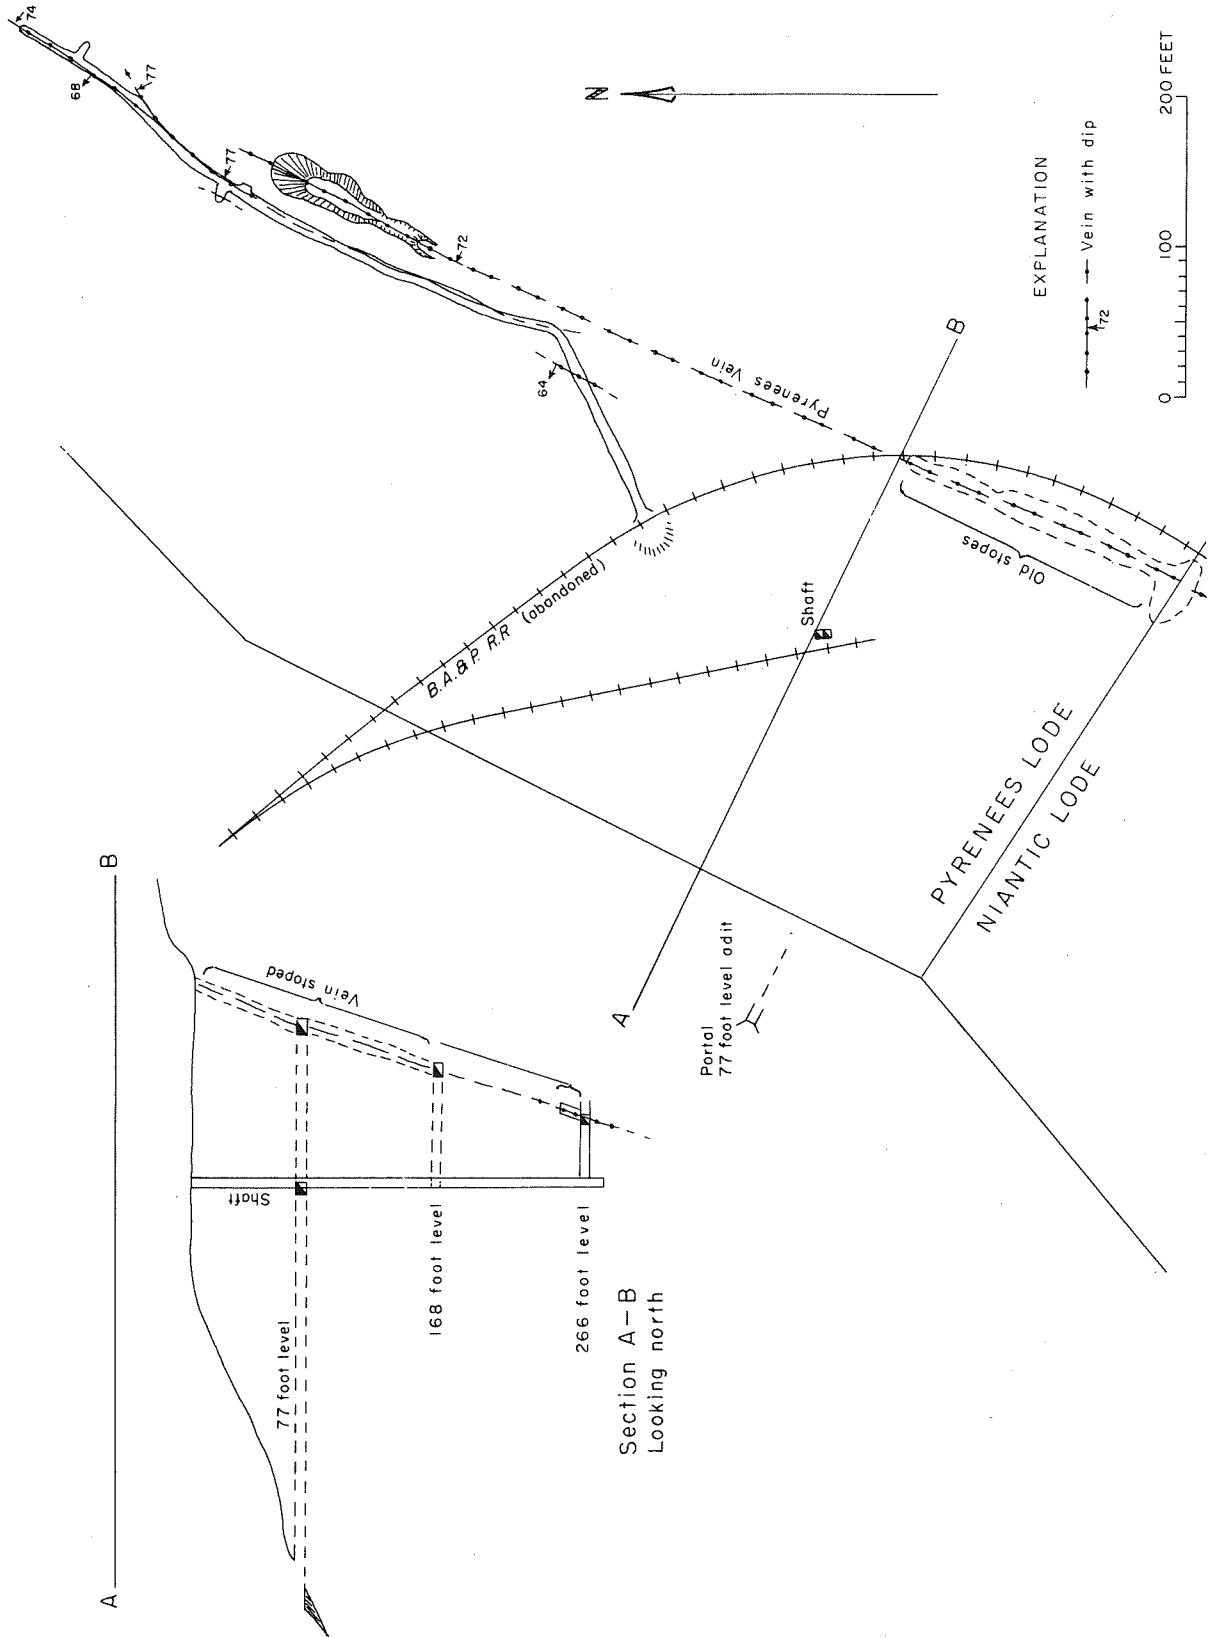 A
B
Shaft
Vein stoped
77 foot level
168 foot level
266 foot level
Section A–B
Looking north
74
68
77
77
72
64
B.A.& P. R.R (abandoned)
Pyrenees Vein
Shaft
Old stopes
A
B
Portal
77 foot level adit
PYRENEES LODE
NIANTIC LODE
N
EXPLANATION
72
Vein with dip
0
100
200 FEET